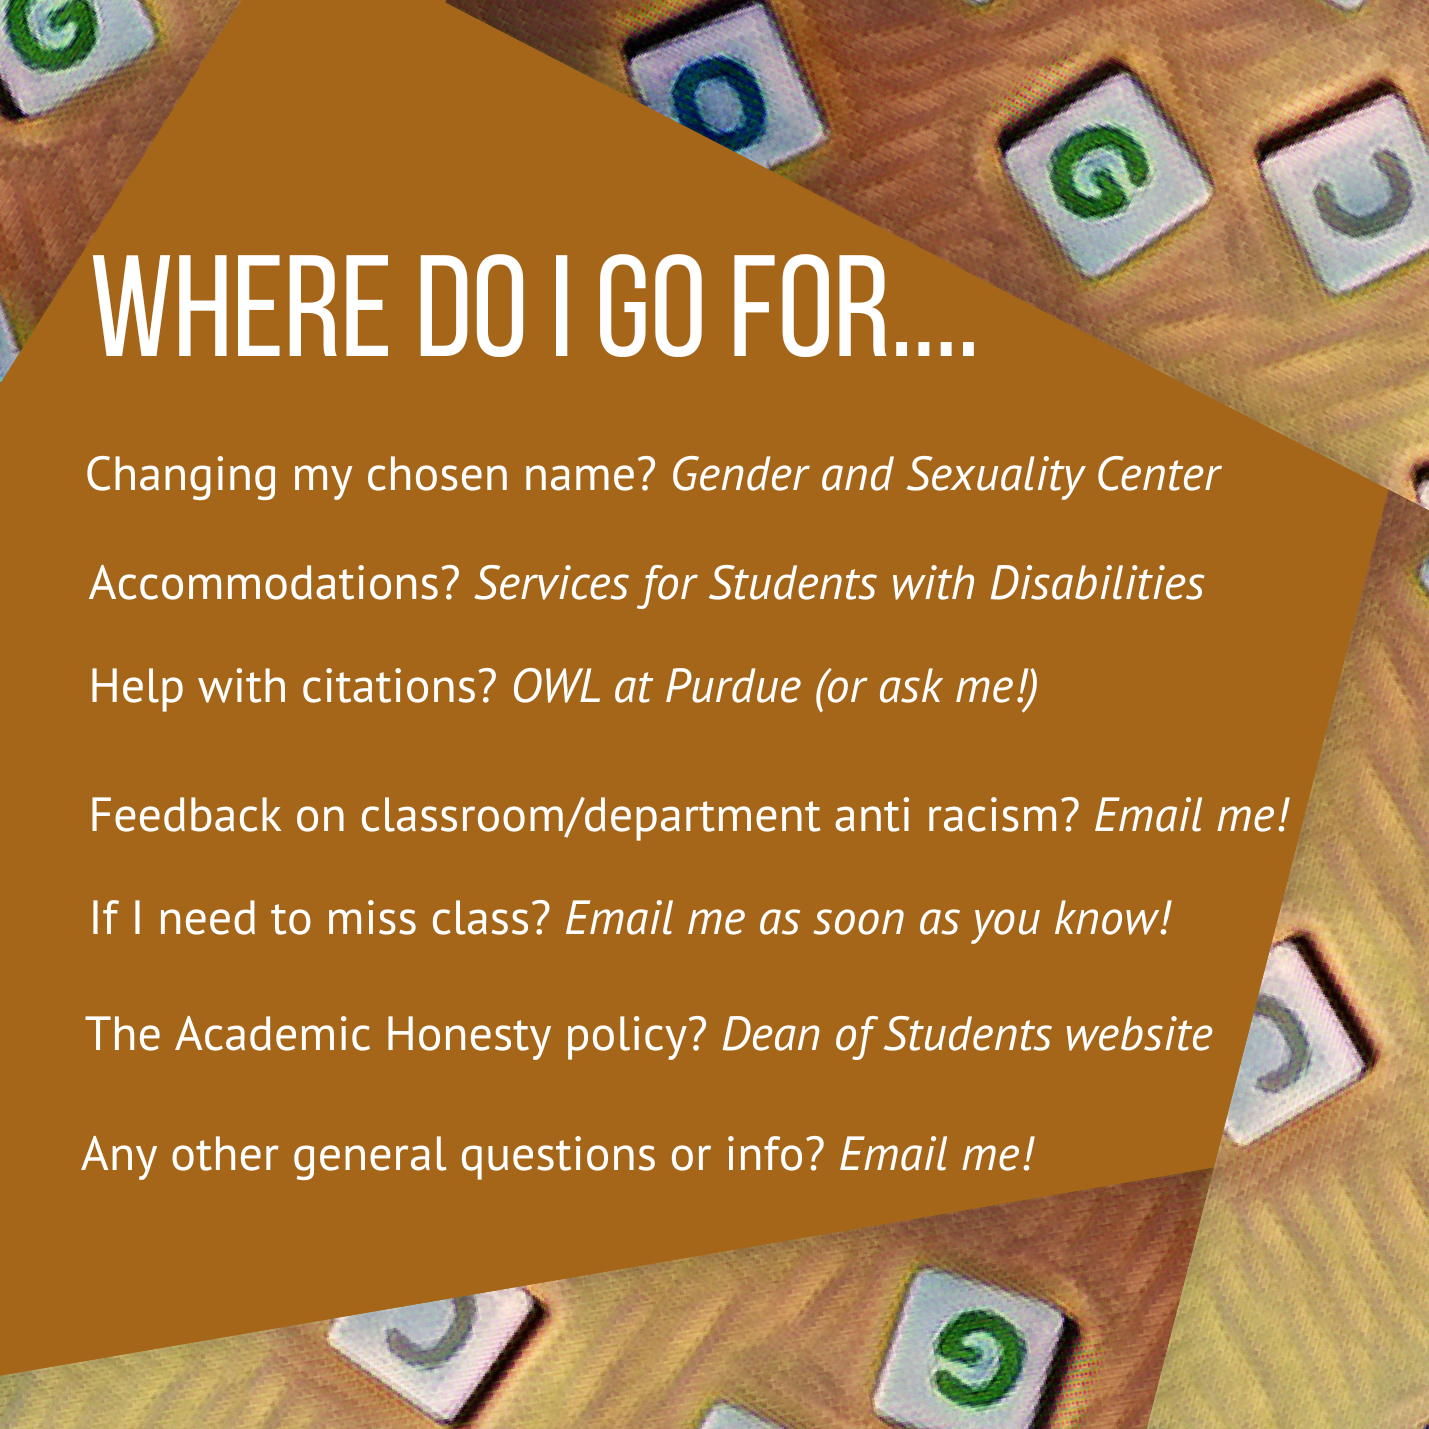 G
O
G
C
WHERE DO I GO FOR....
Changing my chosen name? Gender and Sexuality Center
Accommodations? Services for Students with Disabilities
Help with citations? OWL at Purdue (or ask me!)
Feedback on classroom/department anti racism? Email me!
If I need to miss class? Email me as soon as you know!
The Academic Honesty policy? Dean of Students website
Any other general questions or info? Email me!
C
C
G